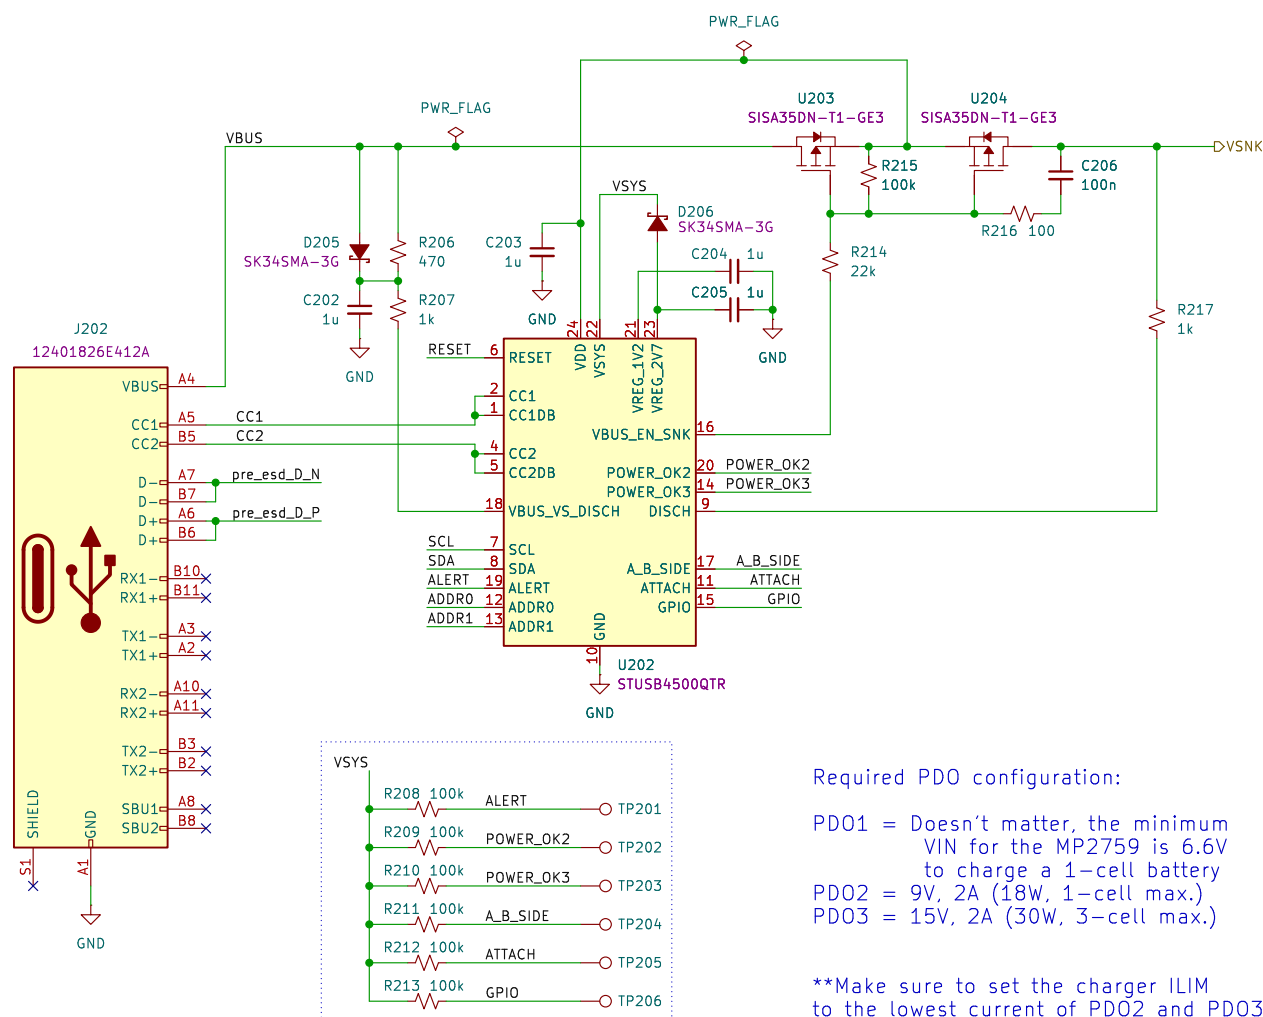 PWR_FLAG
PWR_FLAG
VBUS
U203
SISA35DN-T1-GE3
U204
SISA35DN-T1-GE3
VSNK
R215
100k
C206
100n
R216 100
VSYS
D206
SK34SMA-3G
D205
SK34SMA-3G
R206
470
C203
1u
GND
C204 1u
C205 1u
GND
R214
22k
C202
1u
GND
R207
1k
R217
1k
J202
12401826E412A
VBUS A4
CC1 A5 CC1
CC2 B5 CC2
D- A7 pre_esd_D_N
D- B7
D+ A6 pre_esd_D_P
D+ B6
RX1- B10
RX1+ B11
TX1- A3
TX1+ A2
RX2- A10
RX2+ A11
TX2- B3
TX2+ B2
SBU1 A8
SBU2 B8
SHIELD
S1
GND
A1
GND
24 22 21 23
VDD VSYS VREG_1V2 VREG_2V7
RESET 6 RESET
2 CC1
1 CC1DB
4 CC2
5 CC2DB
18 VBUS_VS_DISCH
SCL 7 SCL
SDA 8 SDA
ALERT 19 ALERT
ADDR0 12 ADDR0
ADDR1 13 ADDR1
VBUS_EN_SNK 16
POWER_OK2 20 POWER_OK2
POWER_OK3 14 POWER_OK3
DISCH 9
A_B_SIDE 17 A_B_SIDE
ATTACH 11 ATTACH
GPIO 15 GPIO
GND
10
U202
STUSB4500QTR
GND
VSYS
R208 100k ALERT TP201
R209 100k POWER_OK2 TP202
R210 100k POWER_OK3 TP203
R211 100k A_B_SIDE TP204
R212 100k ATTACH TP205
R213 100k GPIO TP206
Required PDO configuration:
PDO1 = Doesn't matter, the minimum
VIN for the MP2759 is 6.6V
to charge a 1-cell battery
PDO2 = 9V, 2A (18W, 1-cell max.)
PDO3 = 15V, 2A (30W, 3-cell max.)
**Make sure to set the charger ILIM
to the lowest current of PDO2 and PDO3